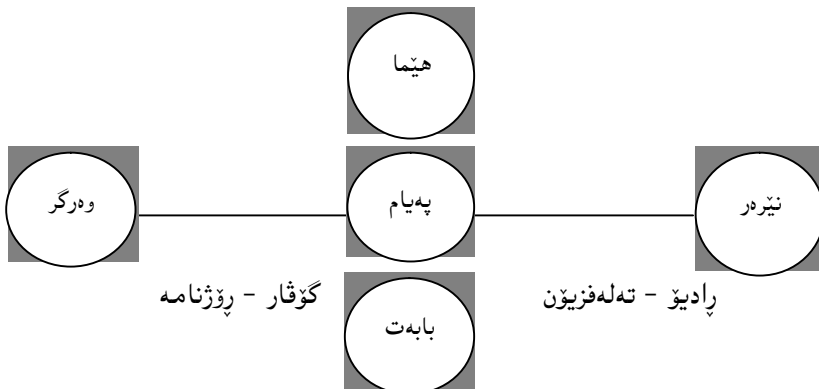 هێما
نێرەر
پەیام
وەرگر
ڕادیۆ - تەلەفزیۆن
گۆڤار - ڕۆژنامە
بابەت